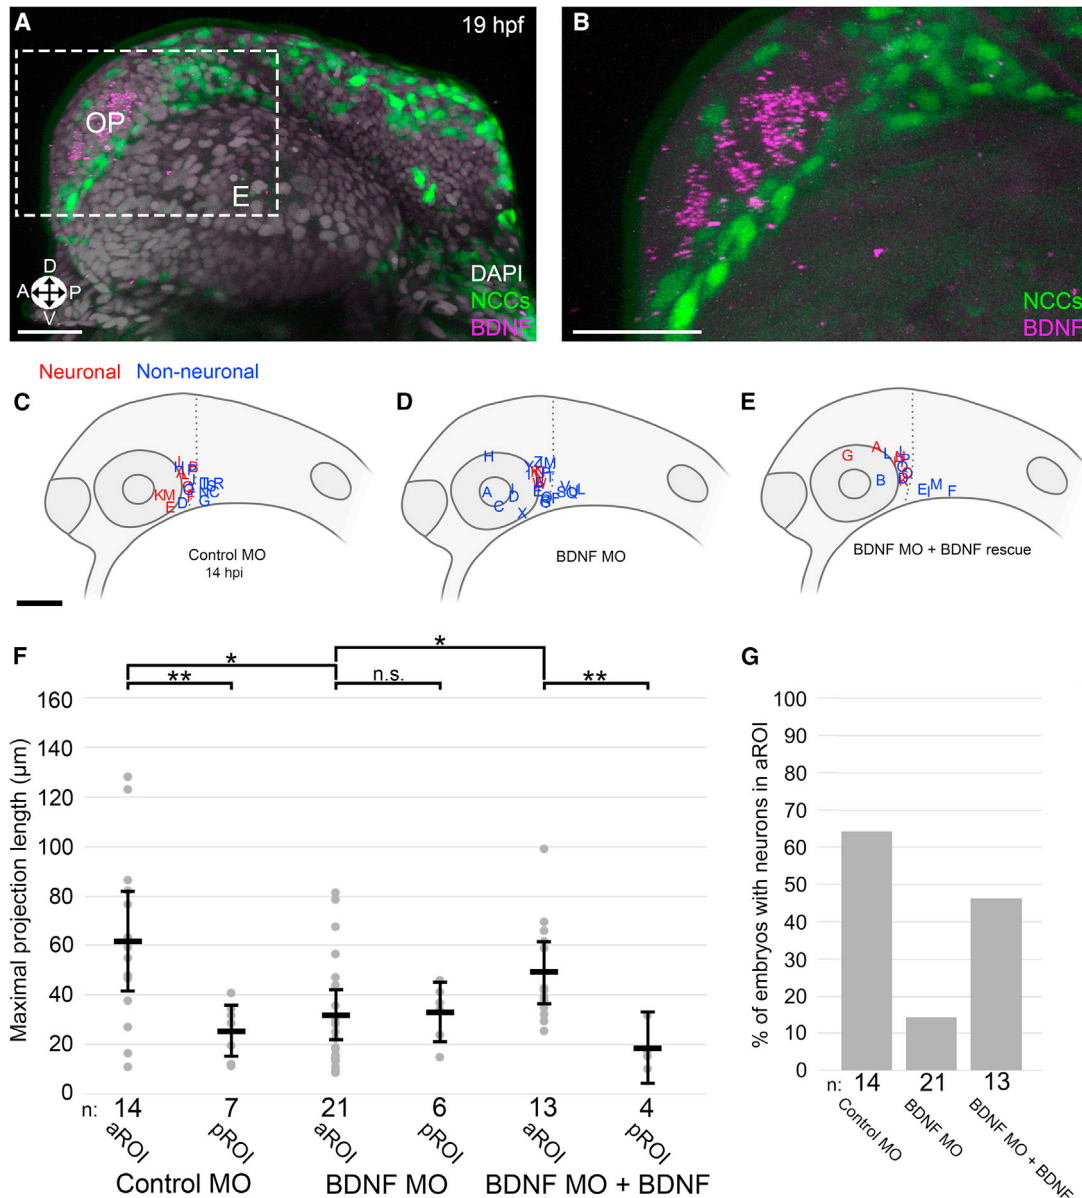 A
19 hpf
OP
E
D
A
P
V
DAPI
NCCs
BDNF
B
NCCs
BDNF
Neuronal Non-neuronal
C
Control MO
14 hpi
D
BDNF MO
E
BDNF MO + BDNF rescue
F
*
**
*
n.s.
**
Maximal projection length (µm)
160
140
120
100
80
60
40
20
0
n: 14 7 21 6 13 4
aROI pROI aROI pROI aROI pROI
Control MO BDNF MO BDNF MO + BDNF
G
% of embryos with neurons in aROI
100
90
80
70
60
50
40
30
20
10
0
n: 14 21 13
Control MO
BDNF MO
BDNF MO + BDNF